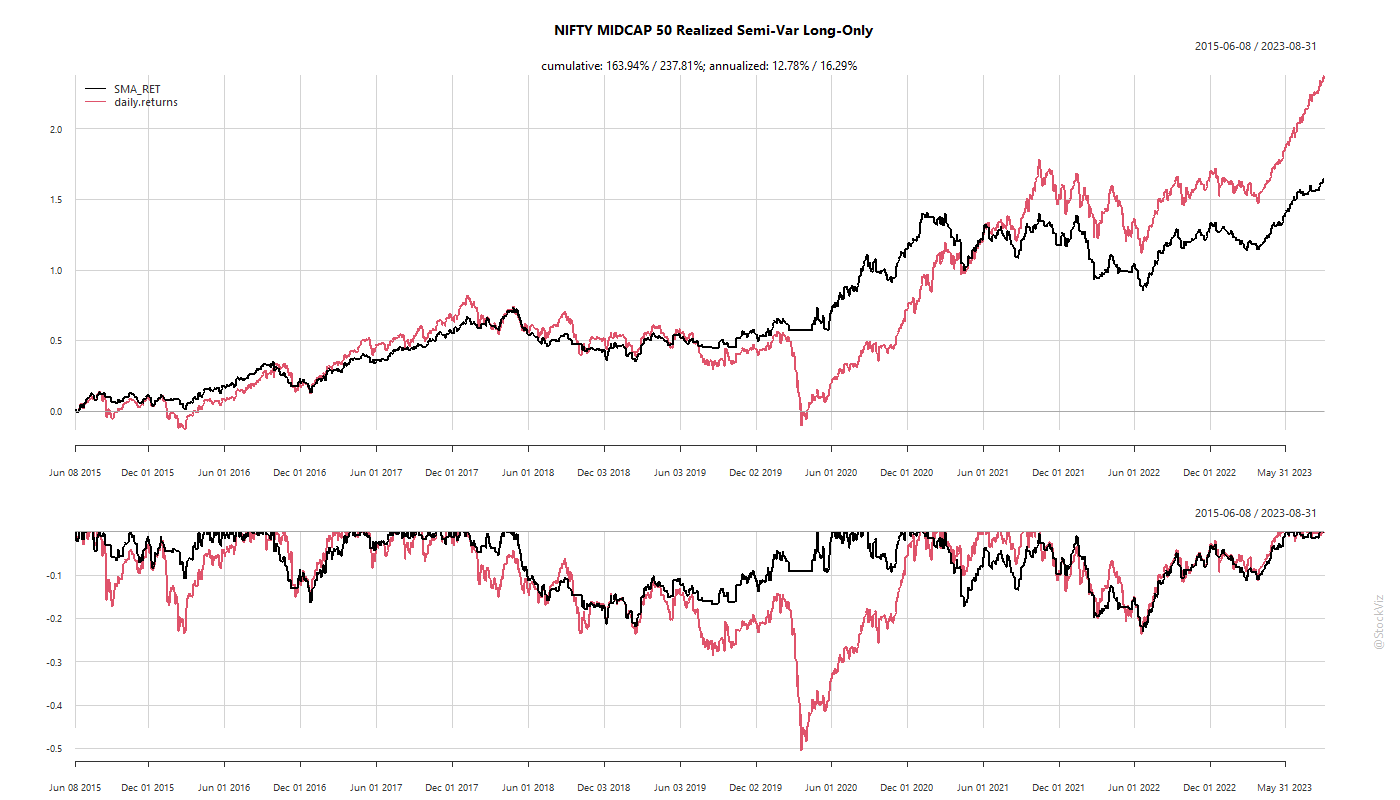 NIFTY MIDCAP 50 Realized Semi-Var Long-Only
2015-06-08 / 2023-08-31
cumulative: 163.94% / 237.81%; annualized: 12.78% / 16.29%
SMA_RET
daily.returns
2.0
1.5
1.0
0.5
0.0
Jun 08 2015 Dec 01 2015 Jun 01 2016 Dec 01 2016 Jun 01 2017 Dec 01 2017 Jun 01 2018 Dec 03 2018 Jun 03 2019 Dec 02 2019 Jun 01 2020 Dec 01 2020 Jun 01 2021 Dec 01 2021 Jun 01 2022 Dec 01 2022 May 31 2023
2015-06-08 / 2023-08-31
-0.1
-0.2
-0.3
-0.4
-0.5
Jun 08 2015 Dec 01 2015 Jun 01 2016 Dec 01 2016 Jun 01 2017 Dec 01 2017 Jun 01 2018 Dec 03 2018 Jun 03 2019 Dec 02 2019 Jun 01 2020 Dec 01 2020 Jun 01 2021 Dec 01 2021 Jun 01 2022 Dec 01 2022 May 31 2023
@StockViz